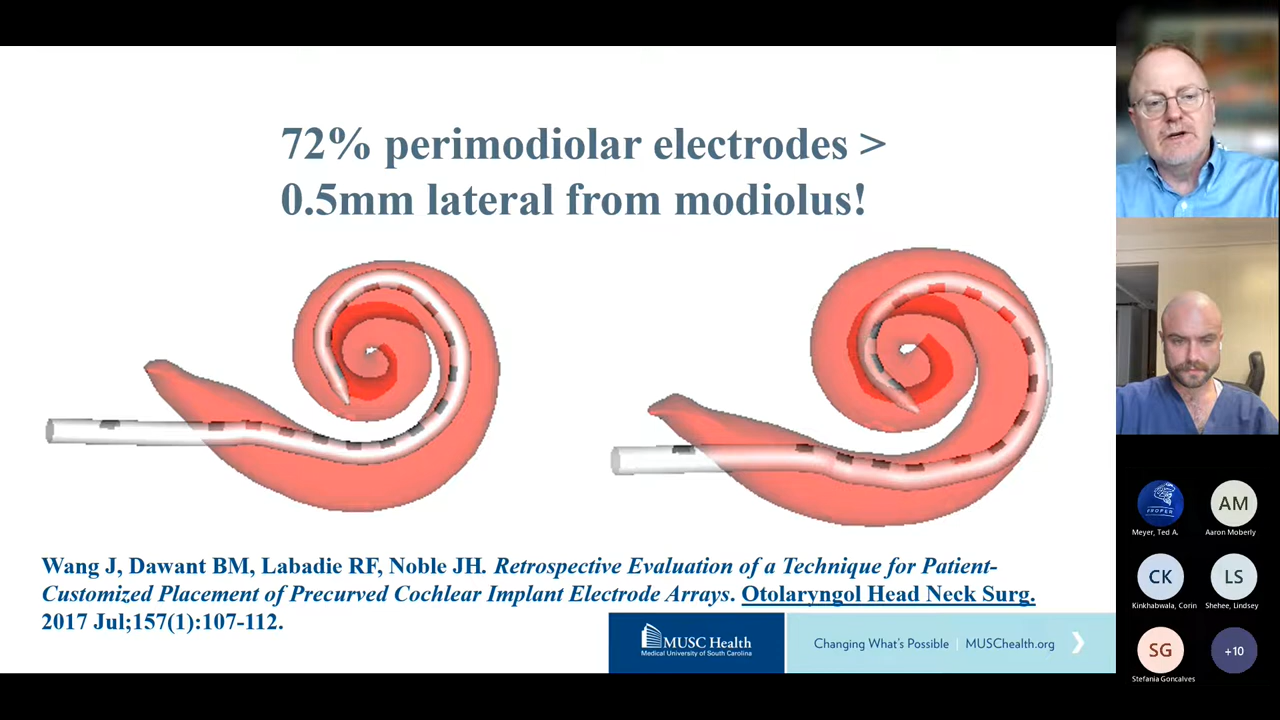 72% perimodiolar electrodes >
0.5mm lateral from modiolus!
Wang J, Dawant BM, Labadie RF, Noble JH. Retrospective Evaluation of a Technique for Patient-
Customized Placement of Precurved Cochlear Implant Electrode Arrays. Otolaryngol Head Neck Surg.
2017 Jul;157(1):107-112.
MUSC Health
Medical University of South Carolina
Changing What's Possible | MUSChealth.org
PROPER
Meyer, Ted A.
AM
Aaron Moberly
CK
Kinkhabwala, Corin
LS
Shehee, Lindsey
SG
Stefania Goncalves
+10